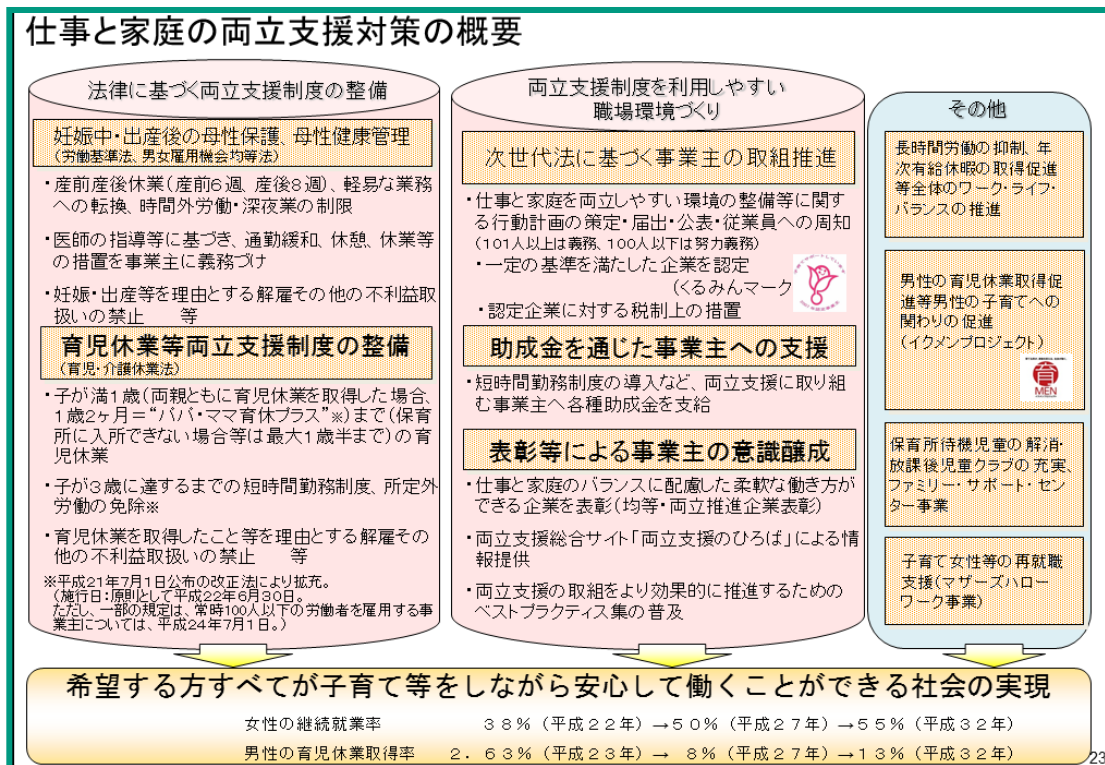 仕事と家庭の両立支援対策の概要
法律に基づく両立支援制度の整備
妊娠中・出産後の母性保護、母性健康管理
(労働基準法、男女雇用機会均等法)
・産前産後休業(産前6週、産後8週)、軽易な業務
への転換、時間外労働・深夜業の制限
・医師の指導等に基づき、通勤緩和、休憩、休業等
の措置を事業主に義務づけ
・妊娠・出産等を理由とする解雇その他の不利益取
扱いの禁止　等
育児休業等両立支援制度の整備
(育児・介護休業法)
・子が満1歳(両親ともに育児休業を取得した場合、
1歳2ヶ月＝“パパ・ママ育休プラス”※)まで(保育
所に入所できない場合等は最大1歳半まで)の育
児休業
・子が3歳に達するまでの短時間勤務制度、所定外
労働の免除※
・育児休業を取得したこと等を理由とする解雇その
他の不利益取扱いの禁止　等
※平成21年7月1日公布の改正法により拡充。
(施行日：原則として平成22年6月30日。
ただし、一部の規定は、常時100人以下の労働者を雇用する事
業主については、平成24年7月1日。)
両立支援制度を利用しやすい
職場環境づくり
次世代法に基づく事業主の取組推進
・仕事と家庭を両立しやすい環境の整備等に関す
る行動計画の策定・届出・公表・従業員への周知
(101人以上は義務、100人以下は努力義務)
・一定の基準を満たした企業を認定
(くるみんマーク
・認定企業に対する税制上の措置
助成金を通じた事業主への支援
・短時間勤務制度の導入など、両立支援に取り組
む事業主へ各種助成金を支給
表彰等による事業主の意識醸成
・仕事と家庭のバランスに配慮した柔軟な働き方が
できる企業を表彰(均等・両立推進企業表彰)
・両立支援総合サイト「両立支援のひろば」による情
報提供
・両立支援の取組をより効果的に推進するための
ベストプラクティス集の普及
その他
長時間労働の抑制、年
次有給休暇の取得促進
等全体のワーク・ライフ・
バランスの推進
男性の育児休業取得促
進等男性の子育てへの
関わりの促進
(イクメンプロジェクト)
育
MEN
保育所待機児童の解消・
放課後児童クラブの充実、
ファミリー・サポート・セン
ター事業
子育て女性等の再就職
支援(マザーズハロー
ワーク事業)
希望する方すべてが子育て等をしながら安心して働くことができる社会の実現
女性の継続就業率　38％（平成22年）→50％（平成27年）→55％（平成32年）
男性の育児休業取得率　2．63％（平成23年）→ 8％（平成27年）→13％（平成32年）
23